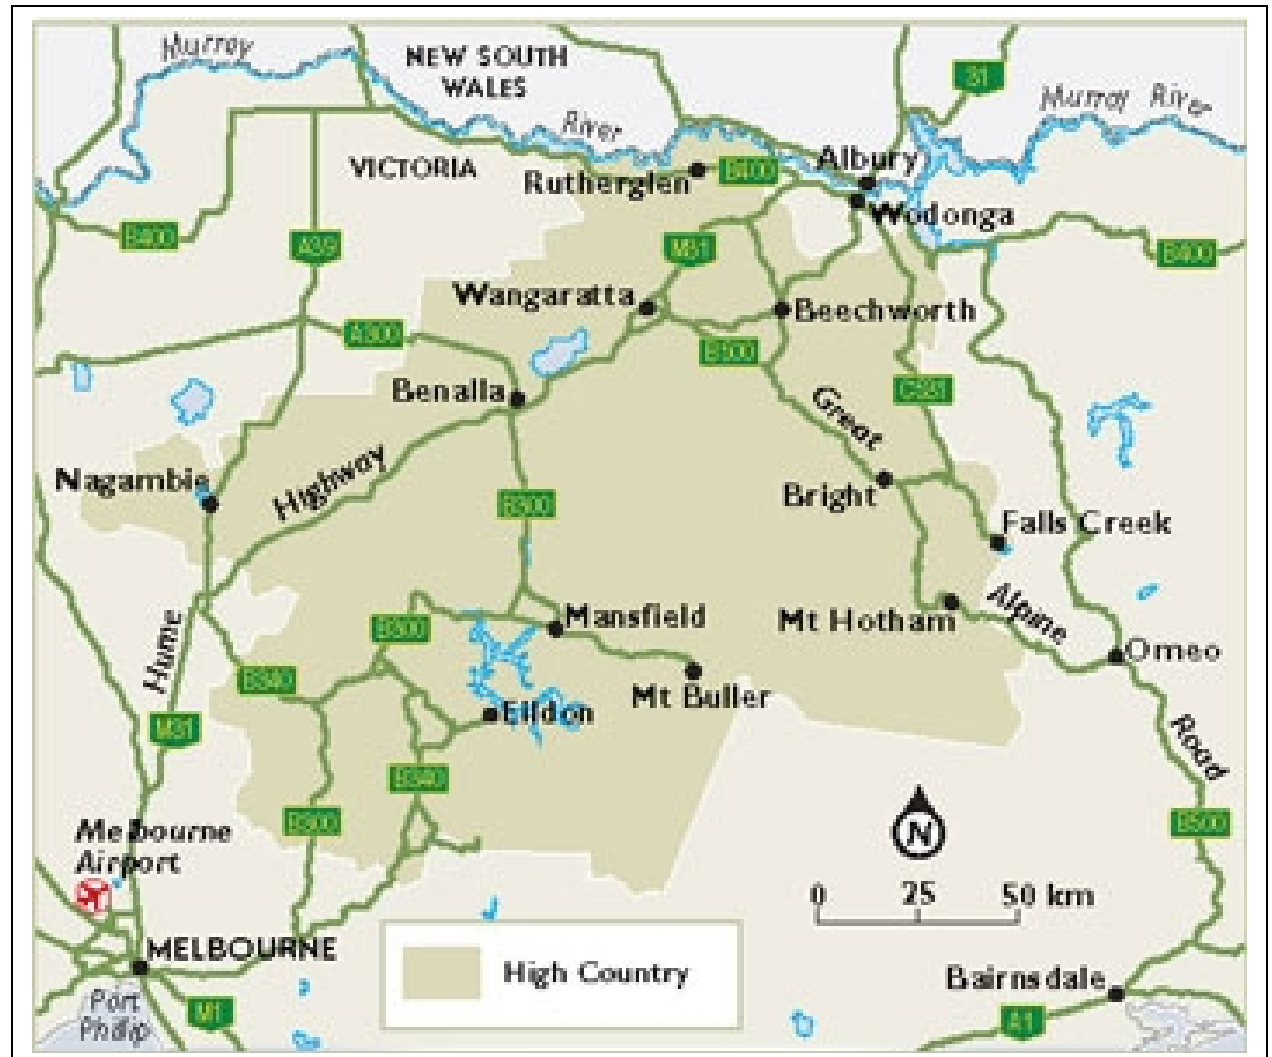 Murray
NEW SOUTH
WALES
31
Murray River
River
VICTORIA
Albury
Rutherglen
B400
Wodonga
B400
A39
M31
B400
Wangaratta
Beechworth
A300
B500
Benalla
C531
Great
Nagambie
Highway
Bright
B300
Falls Creek
Hume
Mansfield
Mt Hotham
Alpine
B300
Omeo
B340
Mt Buller
Eildon
M31
Road
B340
B300
B500
Melbourne
Airport
N
0 25 50 km
MELBOURNE
High Country
Bairnsdale
Port
Phillip
M1
A1